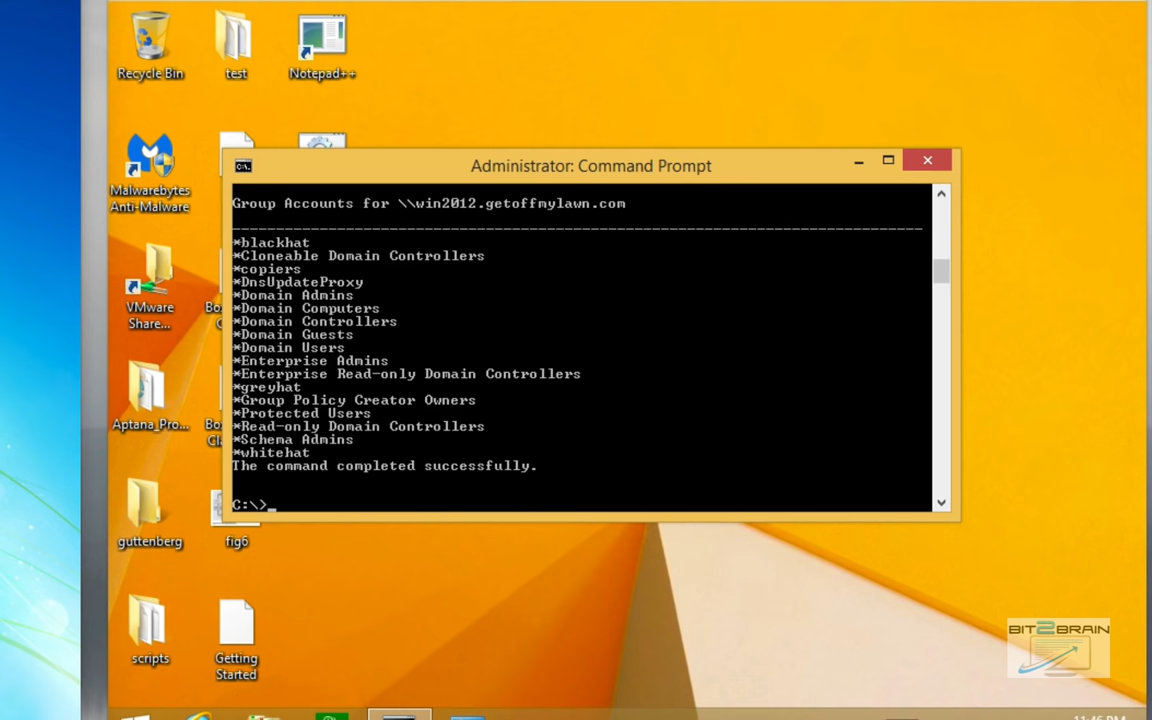 Recycle Bin
test
Notepad++
Malwarebytes
Anti-Malware
VMware
Share...
Aptana_Pro...
guttenberg
fig6
scripts
Getting
Started
Administrator: Command Prompt
Group Accounts for \\win2012.getoffmylawn.com
-------------------------------------------------------------------------------
*blackhat
*Cloneable Domain Controllers
*copiers
*DnsUpdateProxy
*Domain Admins
*Domain Computers
*Domain Controllers
*Domain Guests
*Domain Users
*Enterprise Admins
*Enterprise Read-only Domain Controllers
*greyhat
*Group Policy Creator Owners
*Protected Users
*Read-only Domain Controllers
*Schema Admins
*whitehat
The command completed successfully.
C:\>_
BIT2BRAIN